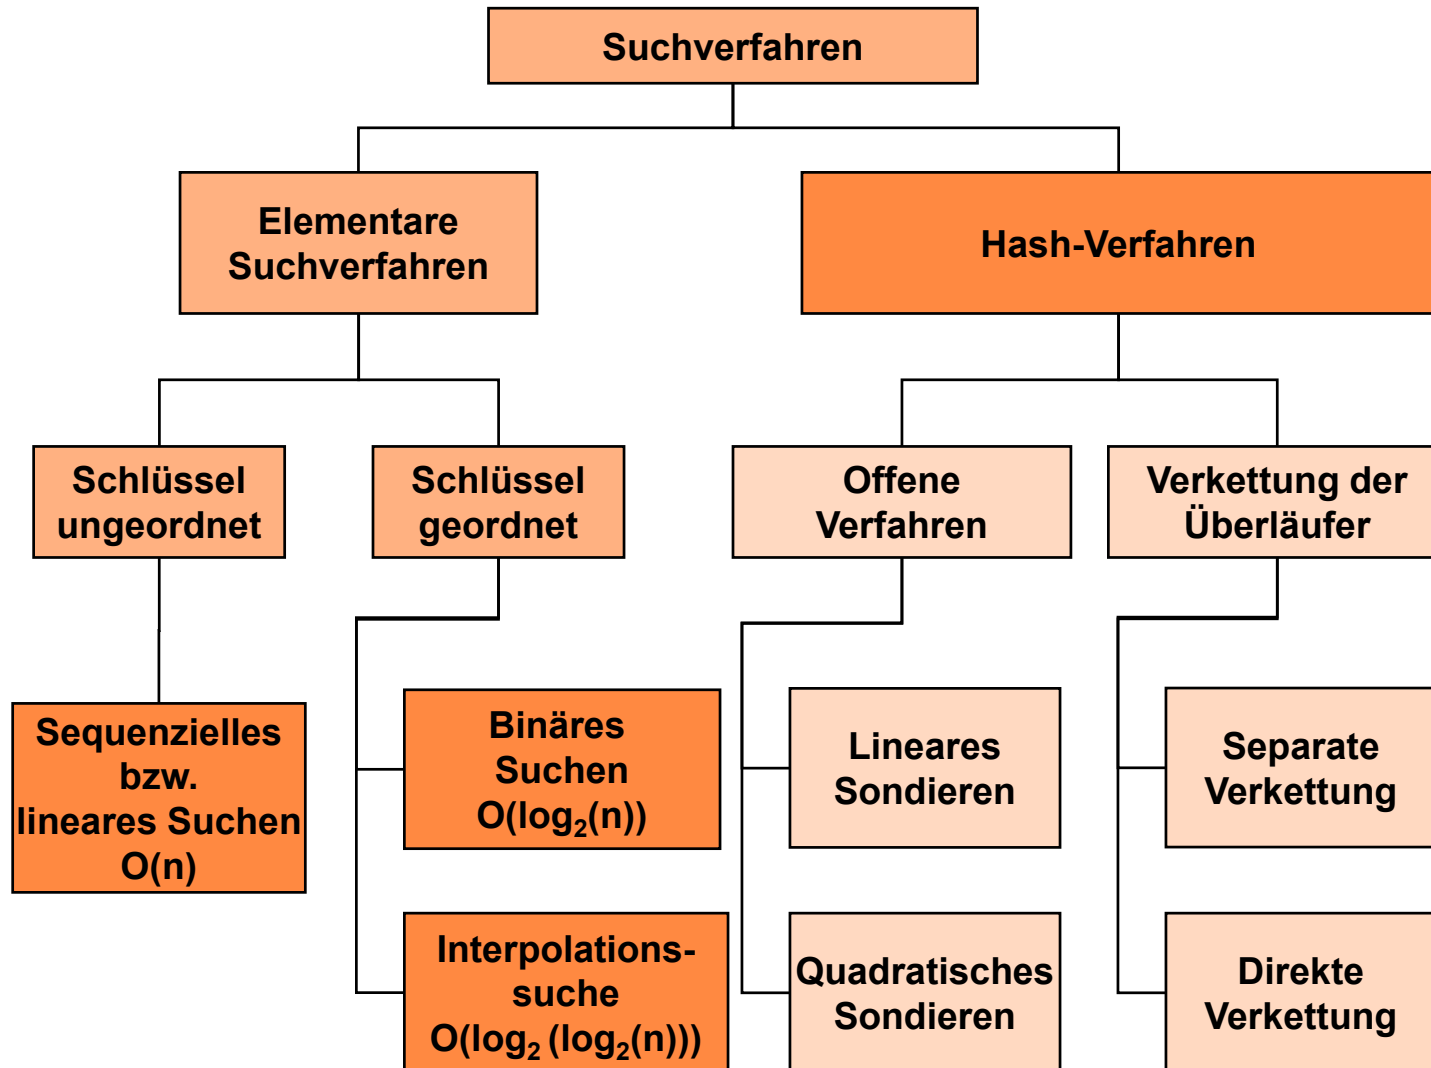 Suchverfahren
Elementare
Suchverfahren
Hash-Verfahren
Schlüssel
ungeordnet
Schlüssel
geordnet
Offene
Verfahren
Verkettung der
Überläufer
Sequenzielles
bzw.
lineares Suchen
O(n)
Binäres
Suchen
O(log₂(n))
Lineares
Sondieren
Separate
Verkettung
Interpolations-
suche
O(log₂ (log₂(n)))
Quadratisches
Sondieren
Direkte
Verkettung